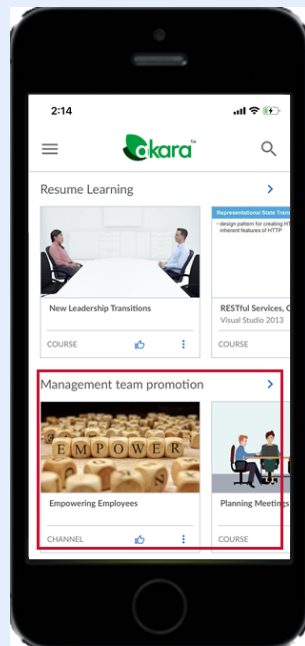 2:14
akara™
Resume Learning
Representational State Trans
design pattern for creating HT
inherent features of HTTP
New Leadership Transitions
RESTful Services, C
Visual Studio 2013
COURSE
COURSE
Management team promotion
EMPOWER
N
Empowering Employees
Planning Meetings
CHANNEL
COURSE